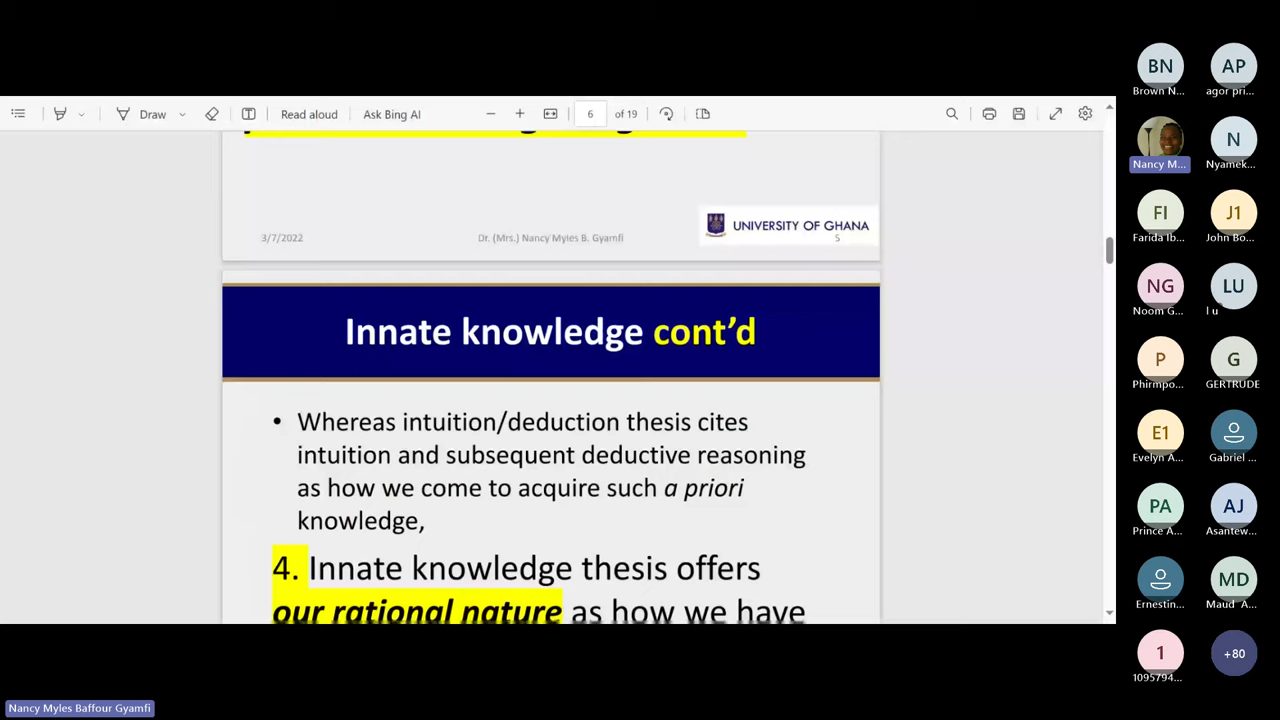 Draw
Read aloud
Ask Bing AI
6
of 19
3/7/2022
Dr. (Mrs.) Nancy Myles B. Gyamfi
UNIVERSITY OF GHANA
5
Innate knowledge cont’d
• Whereas intuition/deduction thesis cites
intuition and subsequent deductive reasoning
as how we come to acquire such a priori
knowledge,
4. Innate knowledge thesis offers
our rational nature as how we have
BN
Brown N...
AP
agor pri...
Nancy M...
N
Nyamek...
FI
Farida Ib...
J1
John Bo...
NG
Noom G...
LU
l u
P
Phirmpo...
G
GERTRUDE
E1
Evelyn A...
Gabriel ...
PA
Prince A...
AJ
Asantew...
Ernestin...
MD
Maud A...
1
1095794...
+80
Nancy Myles Baffour Gyamfi